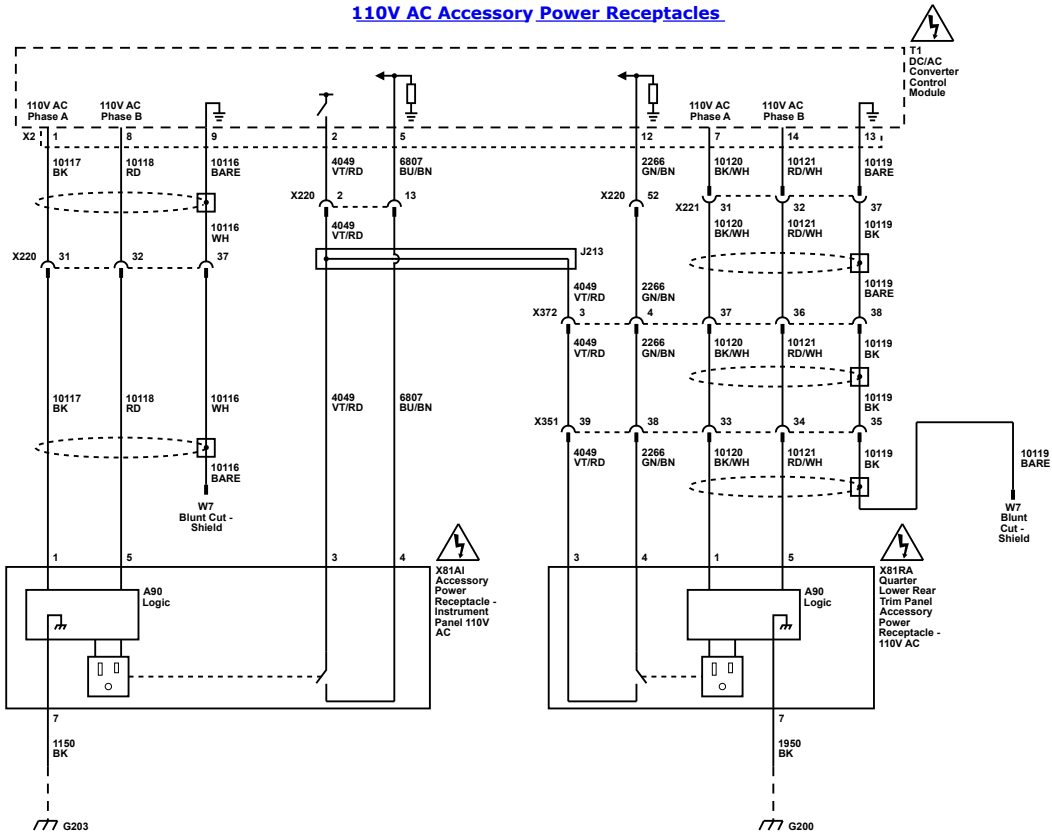 110V AC Accessory Power Receptacles
T1
DC/AC
Converter
Control
Module
110V AC
Phase A
110V AC
Phase B
110V AC
Phase A
110V AC
Phase B
X2 1 8 9 2 5 12 7 14 13
10117
BK
10118
RD
10116
BARE
4049
VT/RD
6807
BU/BN
2266
GN/BN
10120
BK/WH
10121
RD/WH
10119
BARE
X220 2 13
X220 52
X221 31 32 37
10116
WH
4049
VT/RD
10120
BK/WH
10121
RD/WH
10119
BK
X220 31 32 37
J213
4049
VT/RD
2266
GN/BN
10119
BARE
X372 3 4 37 36 38
4049
VT/RD
2266
GN/BN
10120
BK/WH
10121
RD/WH
10119
BK
10117
BK
10118
RD
10116
WH
4049
VT/RD
6807
BU/BN
10119
BK
X351 39 38 33 34 35
4049
VT/RD
2266
GN/BN
10120
BK/WH
10121
RD/WH
10119
BK
10119
BARE
10116
BARE
W7
Blunt Cut -
Shield
W7
Blunt
Cut -
Shield
1 5 3 4
3 4 1 5
X81AI
Accessory
Power
Receptacle -
Instrument
Panel 110V
AC
X81RA
Quarter
Lower Rear
Trim Panel
Accessory
Power
Receptacle -
110V AC
A90
Logic
A90
Logic
7
7
1150
BK
1950
BK
G203
G200